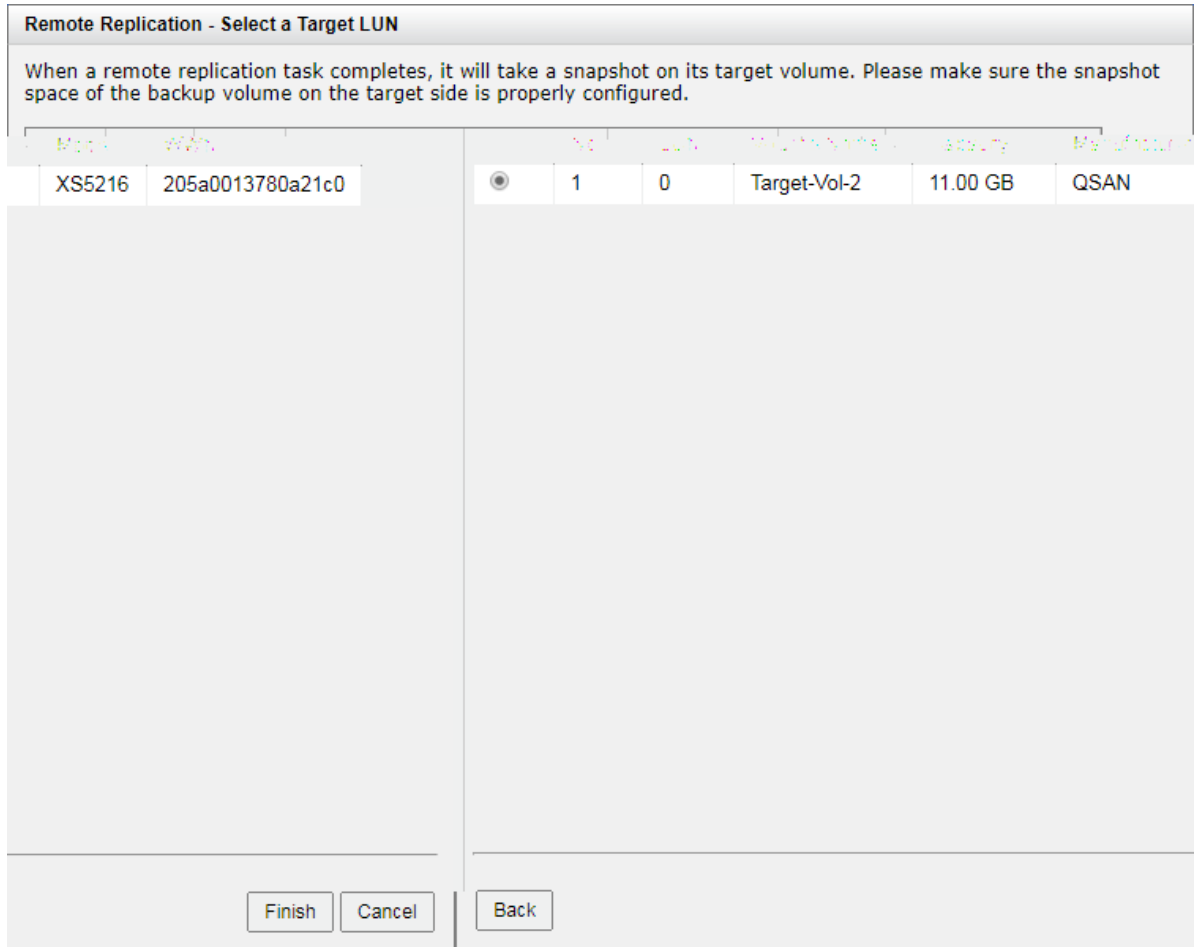 Remote Replication - Select a Target LUN
When a remote replication task completes, it will take a snapshot on its target volume. Please make sure the snapshot
space of the backup volume on the target side is properly configured.
XS5216 205a0013780a21c0
1 0 Target-Vol-2 11.00 GB QSAN
Finish Cancel
Back